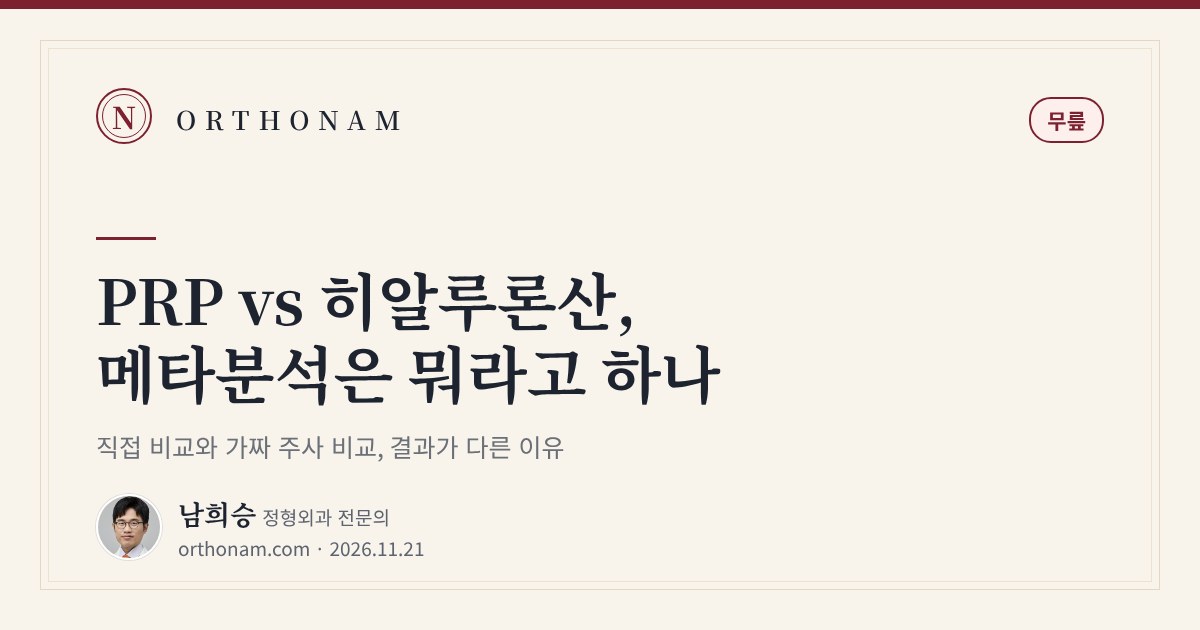 N ORTHONAM
무릎
PRP vs 히알루론산,
메타분석은 뭐라고 하나
직접 비교와 가짜 주사 비교, 결과가 다른 이유
남희승 정형외과 전문의
orthonam.com · 2026.11.21